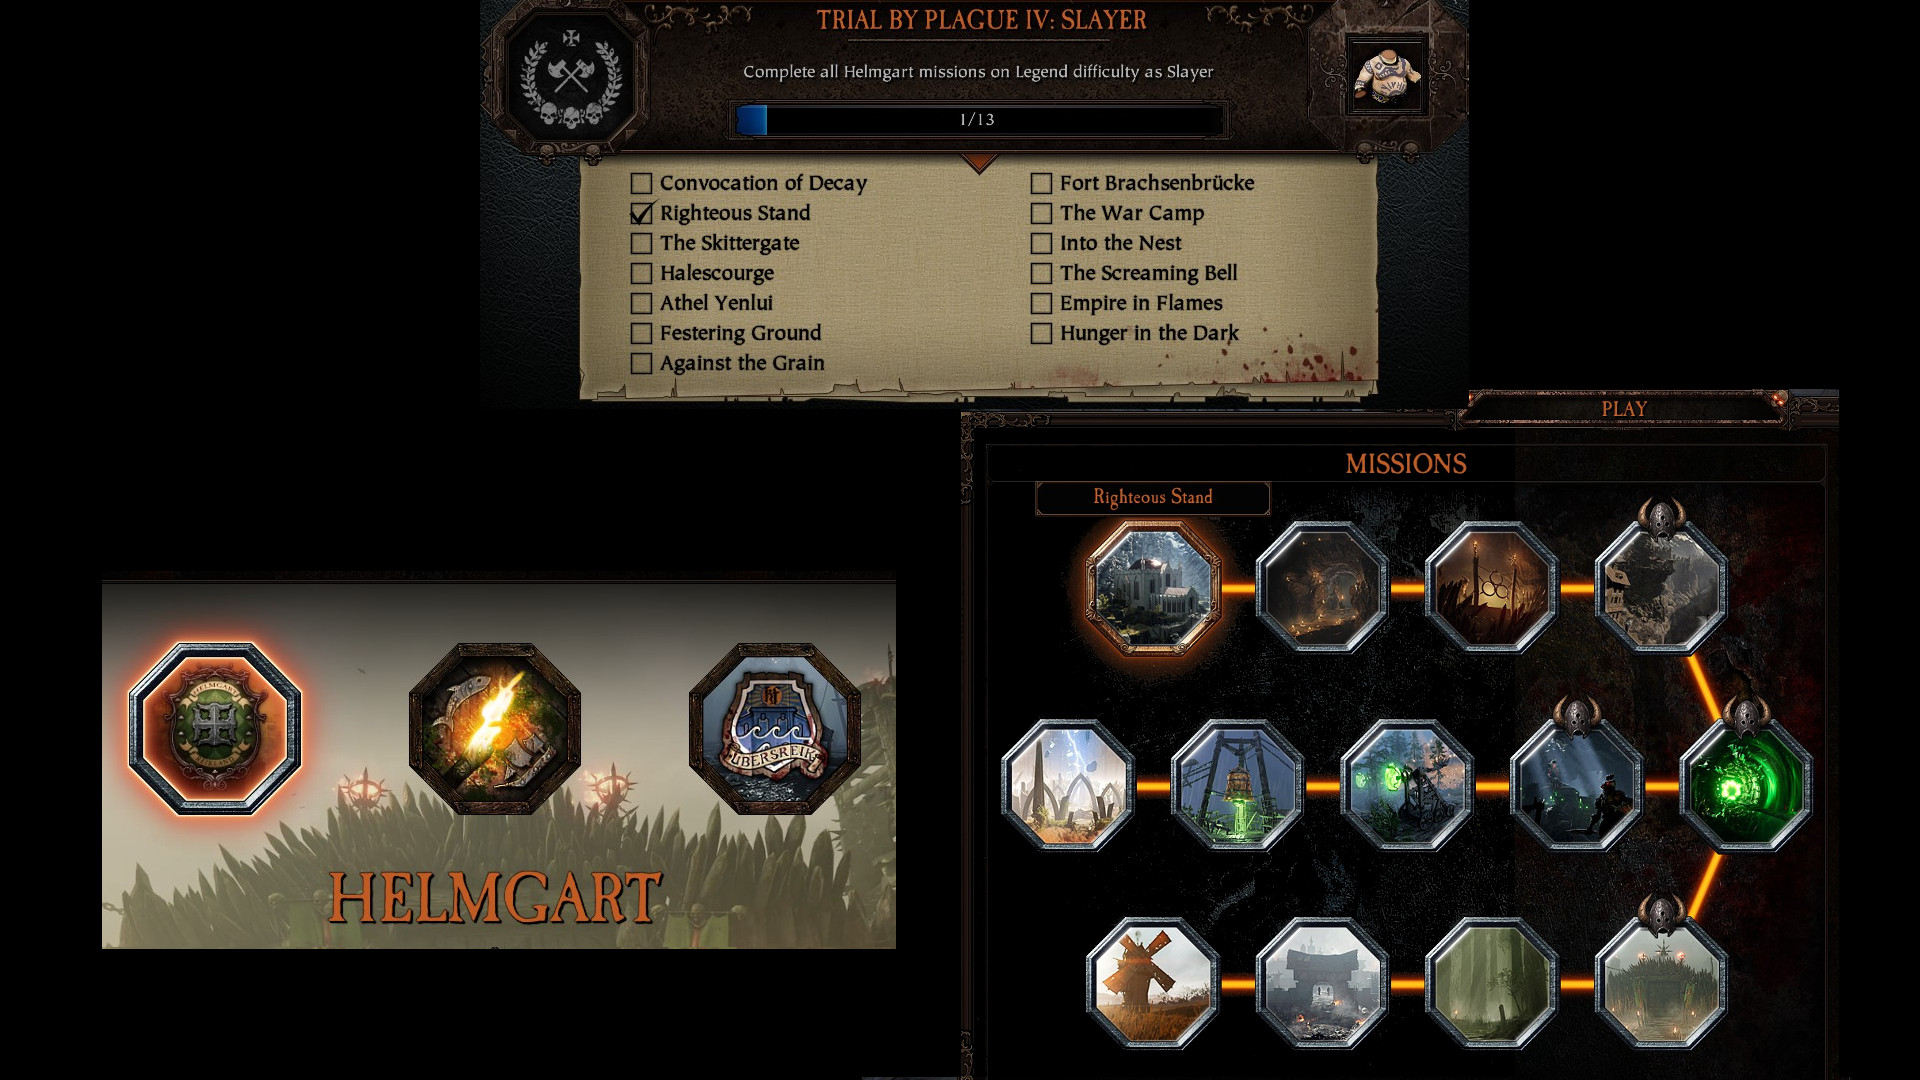 TRIAL BY PLAGUE IV: SLAYER
Complete all Helmgart missions on Legend difficulty as Slayer
1/13
Convocation of Decay
Righteous Stand
The Skittergate
Halescourge
Athel Yenlui
Festering Ground
Against the Grain
Fort Brachsenbrücke
The War Camp
Into the Nest
The Screaming Bell
Empire in Flames
Hunger in the Dark
PLAY
MISSIONS
Righteous Stand
HELMGART
UBERSREIK
HELMGART